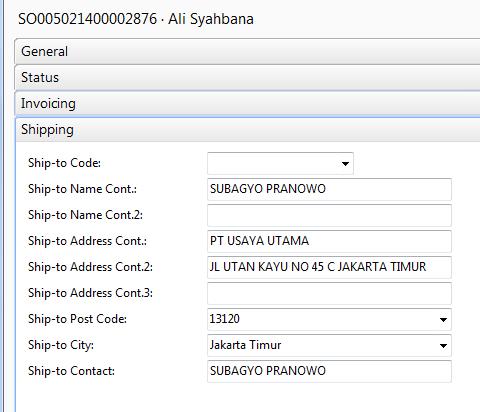 SO005021400002876 · Ali Syahbana
General
Status
Invoicing
Shipping
Ship-to Code:
Ship-to Name Cont.: SUBAGYO PRANOWO
Ship-to Name Cont.2:
Ship-to Address Cont.: PT USAYA UTAMA
Ship-to Address Cont.2: JL UTAN KAYU NO 45 C JAKARTA TIMUR
Ship-to Address Cont.3:
Ship-to Post Code: 13120
Ship-to City: Jakarta Timur
Ship-to Contact: SUBAGYO PRANOWO